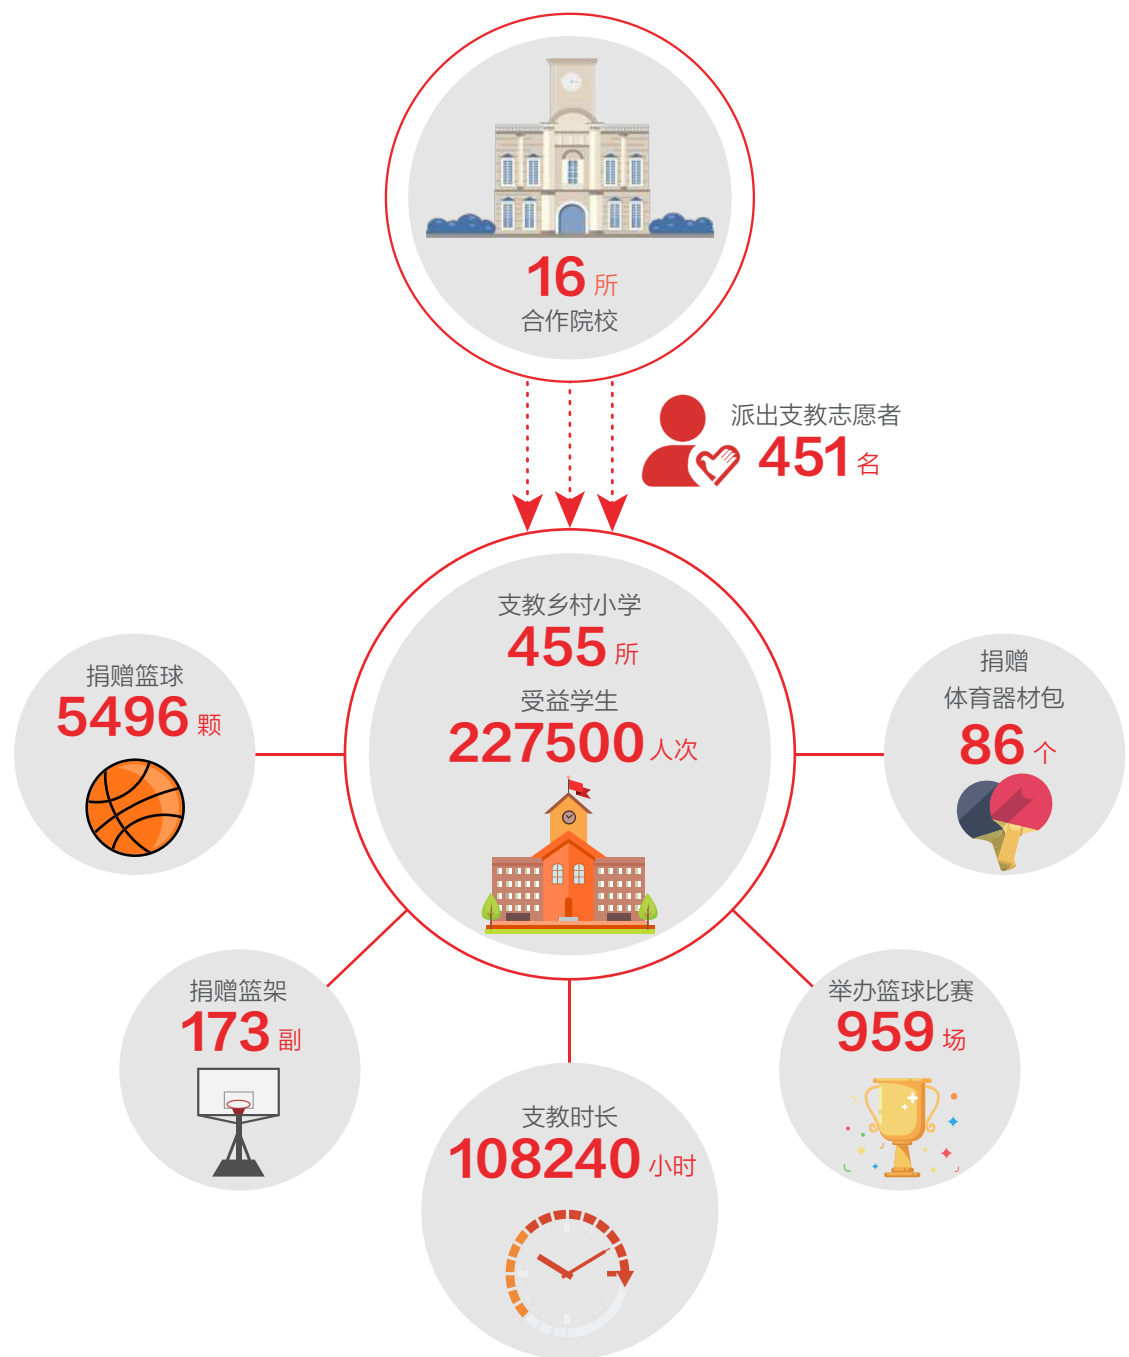 16 所
合作院校
派出支教志愿者
451 名
支教乡村小学
455 所
受益学生
227500 人次
捐赠篮球
5496 颗
捐赠
体育器材包
86 个
捐赠篮架
173 副
举办篮球比赛
959 场
支教时长
108240 小时